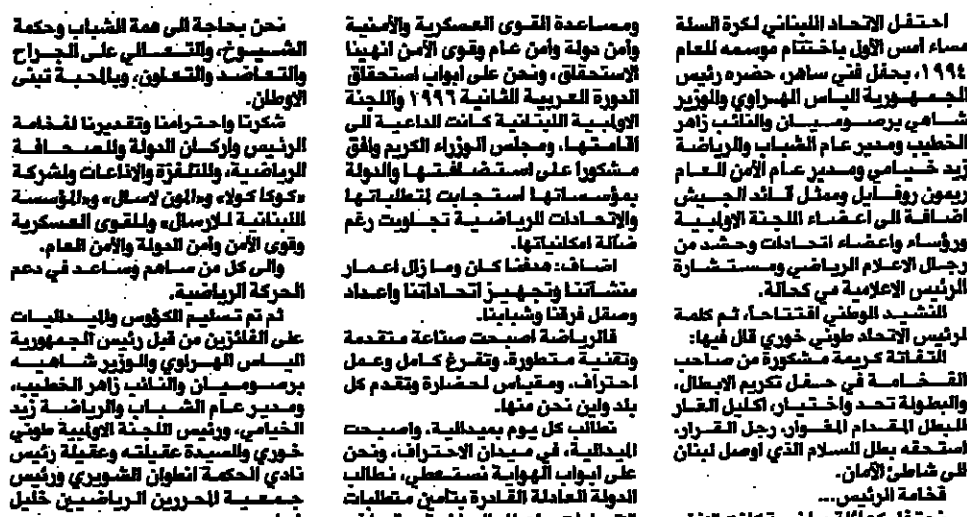 احتفل الاتحاد اللبناني لكرة السلة
مساء امس الأول باختتام موسمه للعام
١٩٩٤، بحفل فني ساهر، حضره رئيس
الجمهورية الياس الهراوي والوزير
شاهي برصوميان والنائب زاهر
الخطيب ومدير عام الشباب والرياضة
زيد خيامي ومدير عام الأمن العام
ريمون روفايل وممثل قائد الجيش
اضافة الى اعضاء اللجنة الاولمبية
ورؤساء واعضاء اتحادات وحشد من
رجال الاعلام الرياضي ومستشارة
الرئيس الاعلامية مي كحالة.
النشيد الوطني افتتاحاً، ثم كلمة
لرئيس الاتحاد طوني خوري قال فيها:
التفاتة كريمة مشكورة من صاحب
الفخامة في حفل تكريم الابطال،
والبطولة تحد واختيار، اكليل الغار
للبطل المقدام المغوار، رجل القرار،
استحقه بطل السلام الذي اوصل لبنان
الى شاطئ الأمان.
فخامة الرئيس...
ومساعدة القوى العسكرية والأمنية
وأمن دولة وأمن عام وقوى الأمن انهينا
الاستحقاق، ونحن على ابواب استحقاق
الدورة العربية الثانية ١٩٩٦ واللجنة
الاولمبية اللبنانية كانت الداعية الى
اقامتها، ومجلس الوزراء الكريم وافق
مشكوراً على استضافتها والدولة
بمؤسساتها استجابت لمتطلباتها
والاتحادات الرياضية تجاوبت رغم
ضآلة امكانياتها.
اضاف: هدفنا كان وما زال اعمار
منشآتنا وتجهيز اتحاداتنا واعداد
وصقل فرقنا وشبابنا.
فالرياضة اصبحت صناعة متقدمة
وتقنية متطورة، وتفرغ كامل وعمل
احتراف، ومقياس لحضارة وتقدم كل
بلد واين نحن منها.
نطالب كل يوم بميدالية، واصبحت
الميدالية، في ميدان الاحتراف، ونحن
على ابواب الهواية نستعطي، نطالب
الدولة العادلة القادرة بتأمين متطلبات
نحن بحاجة الى همة الشباب وحكمة
الشيوخ، والتعالي على الجراح
والتعاضد والتعاون، وبالمحبة تبنى
الاوطان.
شكرنا واحترامنا وتقديرنا لفخامة
الرئيس واركان الدولة وللصحافة
الرياضية، وللتلفزة والاذاعات ولشركة
«كوكا كولا» و«المون لاسال» و«المؤسسة
اللبنانية للارسال» وللقوى العسكرية
وقوى الأمن وأمن الدولة والأمن العام.
والى كل من ساهم وساعد في دعم
الحركة الرياضية.
ثم تم تسليم الكؤوس والميداليات
على الفائزين من قبل رئيس الجمهورية
الياس الهراوي والوزير شاهيه
برصوميان والنائب زاهر الخطيب،
ومدير عام الشباب والرياضة زيد
الخيامي، ورئيس اللجنة الاولمبية طوني
خوري والسيدة عقيلته وعقيلة رئيس
نادي الحكمة انطوان الشويري ورئيس
جمعية المحررين الرياضيين خليل